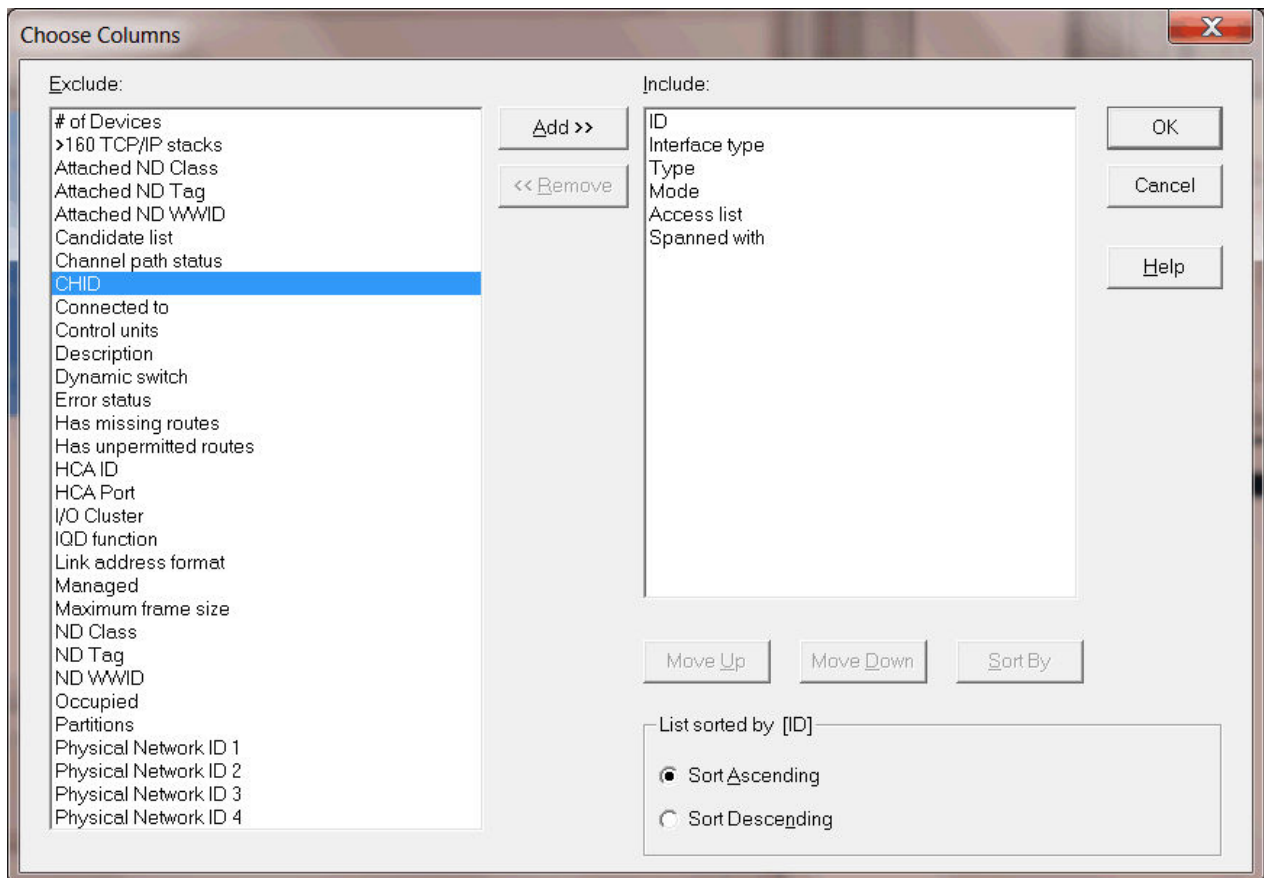 Choose Columns
X
Exclude:
# of Devices
>160 TCP/IP stacks
Attached ND Class
Attached ND Tag
Attached ND WWID
Candidate list
Channel path status
CHID
Connected to
Control units
Description
Dynamic switch
Error status
Has missing routes
Has unpermitted routes
HCA ID
HCA Port
I/O Cluster
IQD function
Link address format
Managed
Maximum frame size
ND Class
ND Tag
ND WWID
Occupied
Partitions
Physical Network ID 1
Physical Network ID 2
Physical Network ID 3
Physical Network ID 4
Add >>
<< Remove
Include:
ID
Interface type
Type
Mode
Access list
Spanned with
OK
Cancel
Help
Move Up
Move Down
Sort By
List sorted by [ID]
Sort Ascending
Sort Descending